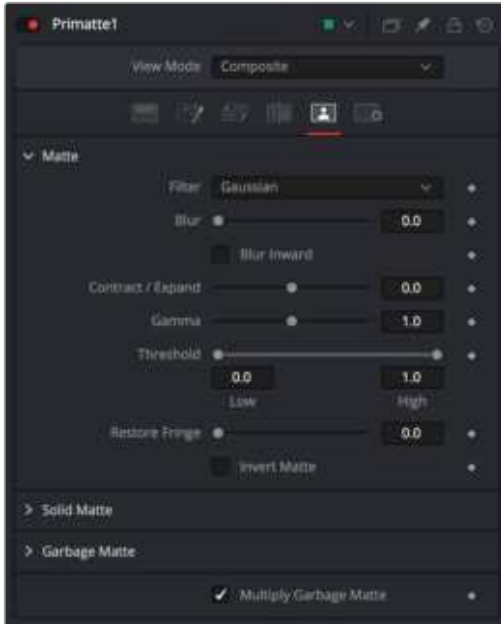 Primatte1
View Mode Composite
Matte
Filter Gaussian
Blur 0.0
Blur Inward
Contract / Expand 0.0
Gamma 1.0
Threshold
0.0 1.0
Low High
Restore Fringe 0.0
Invert Matte
Solid Matte
Garbage Matte
Multiply Garbage Matte